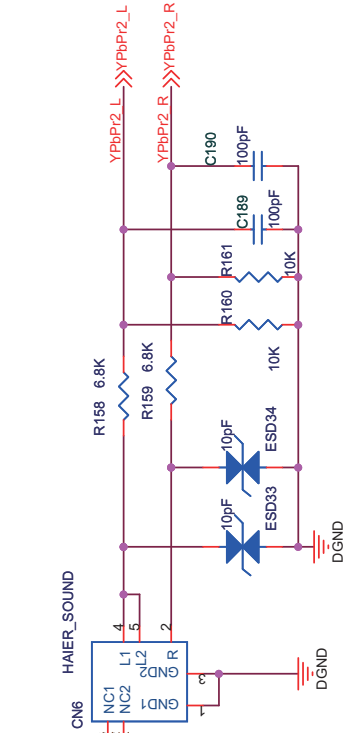 YPbPr2_L
YPbPr2_R
YPbPr2_L
YPbPr2_R
C190
100pF
C189
100pF
R161
10K
R160
10K
R158 6.8K
R159 6.8K
10pF
ESD34
10pF
ESD33
DGND
HAIER_SOUND
4
5
2
L1
L2
R
GND2
3
GND1
1
NC1
NC2
CN6
DGND